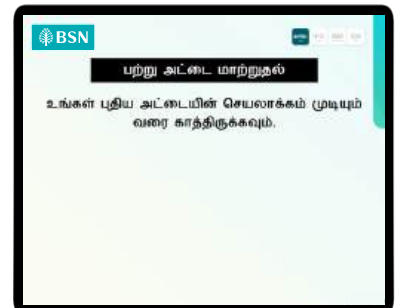 BSN
பற்று அட்டை மாற்றுதல்
உங்கள் புதிய அட்டையின் செயலாக்கம் முடியும்
வரை காத்திருக்கவும்.